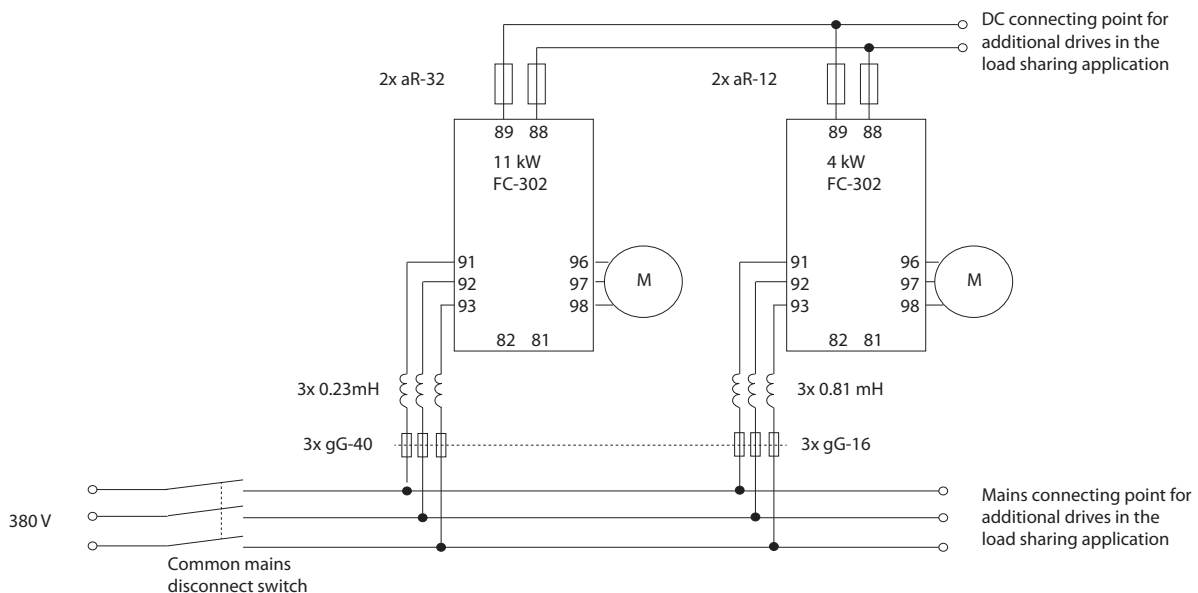 DC connecting point for
additional drives in the
load sharing application
2x aR-32
2x aR-12
89 88
89 88
11 kW
FC-302
4 kW
FC-302
91
96
92
97
93
98
M
91
96
92
97
93
98
M
82 81
82 81
3x 0.23mH
3x 0.81 mH
3x gG-40
3x gG-16
380 V
Mains connecting point for
additional drives in the
load sharing application
Common mains
disconnect switch